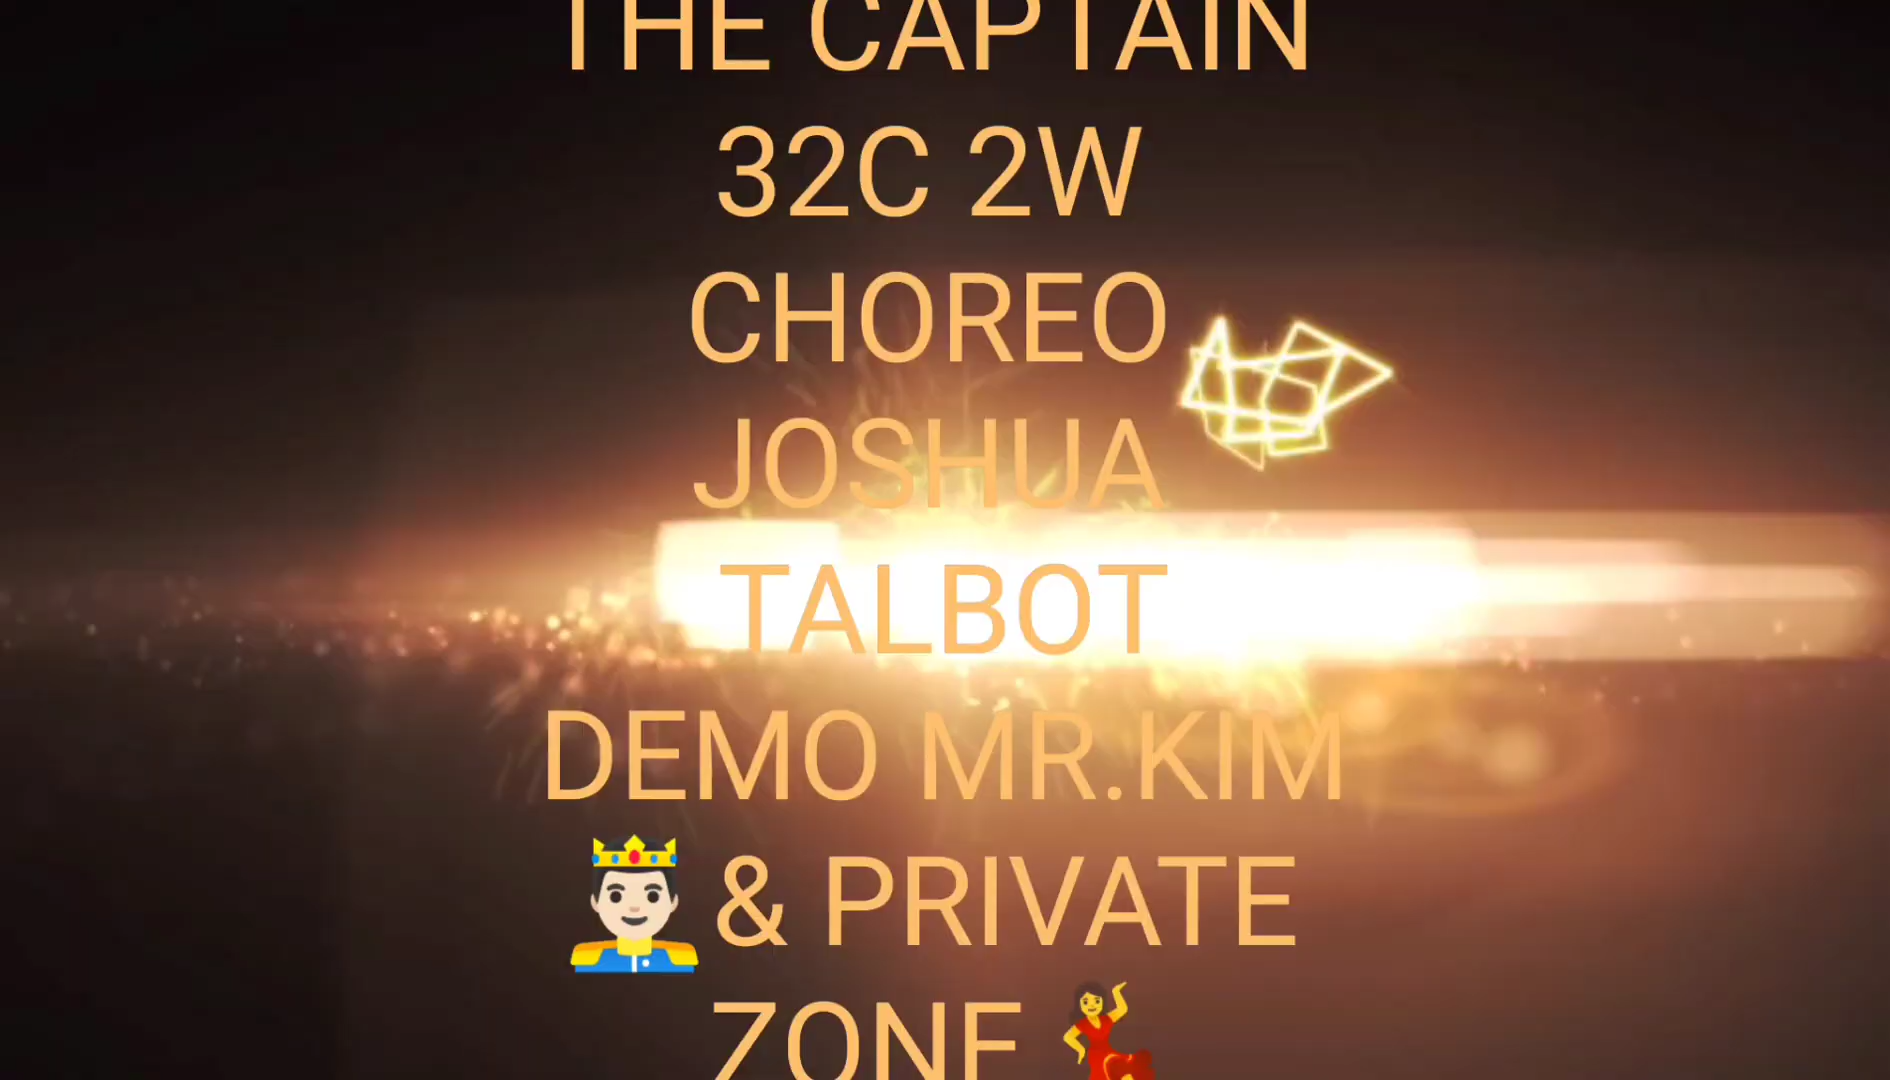 THE CAPTAIN
32C 2W
CHOREO
JOSHUA
TALBOT
DEMO MR.KIM
🤴🏻& PRIVATE
ZONE 💃